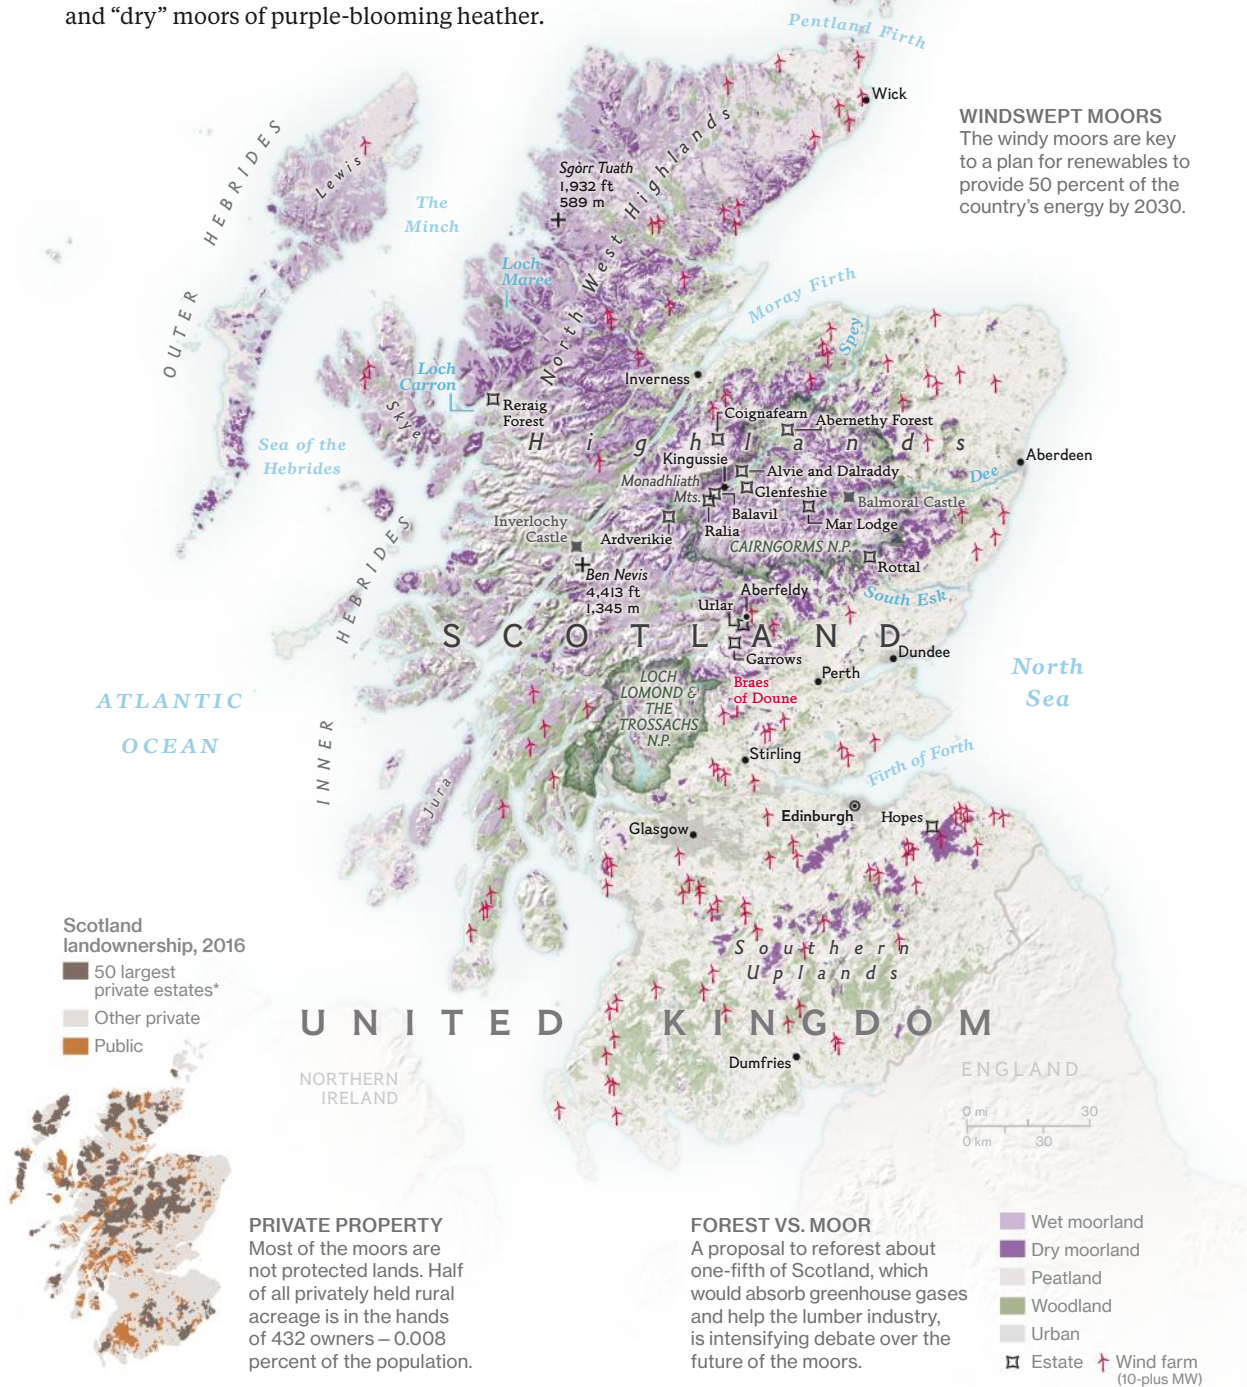 and “dry” moors of purple-blooming heather.
Pentland Firth
Wick
WINDSWEPT MOORS
The windy moors are key
to a plan for renewables to
provide 50 percent of the
country's energy by 2030.
OUTER HEBRIDES
Lewis
The
Minch
Sgòrr Tuath
1,932 ft
589 m
North West Highlands
Loch
Maree
Moray Firth
Spey
Loch
Carron
Inverness
Reraig
Forest
Skye
Coignafearn
Abernethy Forest
Highlands
Sea of the
Hebrides
Kingussie
Alvie and Dalraddy
Aberdeen
Dee
Monadhliath
Mts.
Glenfeshie
Balmoral Castle
Balavil
Mar Lodge
Ralia
Inverlochy
Castle
Ardverikie
CAIRNGORMS N.P.
Rottal
Ben Nevis
4,413 ft
1,345 m
Aberfeldy
South Esk
Urlar
INNER HEBRIDES
SCOTLAND
Garrows
Dundee
Perth
North
Sea
LOCH
LOMOND &
THE
TROSSACHS
N.P.
Braes
of Doune
ATLANTIC
OCEAN
Stirling
Firth of Forth
Jura
Edinburgh
Hopes
Glasgow
Southern
Uplands
UNITED KINGDOM
Dumfries
NORTHERN
IRELAND
ENGLAND
0 mi 30
0 km 30
Scotland
landownership, 2016
50 largest
private estates*
Other private
Public
PRIVATE PROPERTY
Most of the moors are
not protected lands. Half
of all privately held rural
acreage is in the hands
of 432 owners – 0.008
percent of the population.
FOREST VS. MOOR
A proposal to reforest about
one-fifth of Scotland, which
would absorb greenhouse gases
and help the lumber industry,
is intensifying debate over the
future of the moors.
Wet moorland
Dry moorland
Peatland
Woodland
Urban
Estate
Wind farm
(10-plus MW)